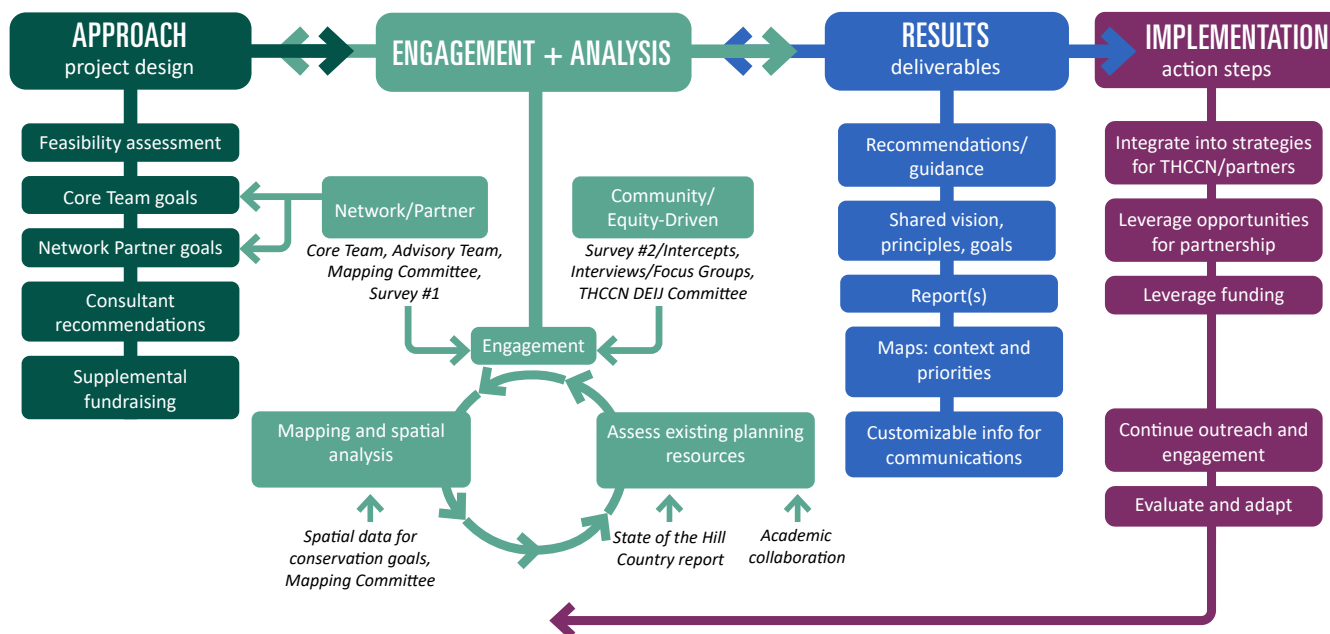 APPROACH
project design
Feasibility assessment
Core Team goals
Network Partner goals
Consultant
recommendations
Supplemental
fundraising
ENGAGEMENT + ANALYSIS
Network/Partner
Core Team, Advisory Team,
Mapping Committee,
Survey #1
Community/
Equity-Driven
Survey #2/Intercepts,
Interviews/Focus Groups,
THCCN DEIJ Committee
Engagement
Mapping and spatial
analysis
Assess existing planning
resources
Spatial data for
conservation goals,
Mapping Committee
State of the Hill
Country report
Academic
collaboration
RESULTS
deliverables
Recommendations/
guidance
Shared vision,
principles, goals
Report(s)
Maps: context and
priorities
Customizable info for
communications
IMPLEMENTATION
action steps
Integrate into strategies
for THCCN/partners
Leverage opportunities
for partnership
Leverage funding
Continue outreach and
engagement
Evaluate and adapt